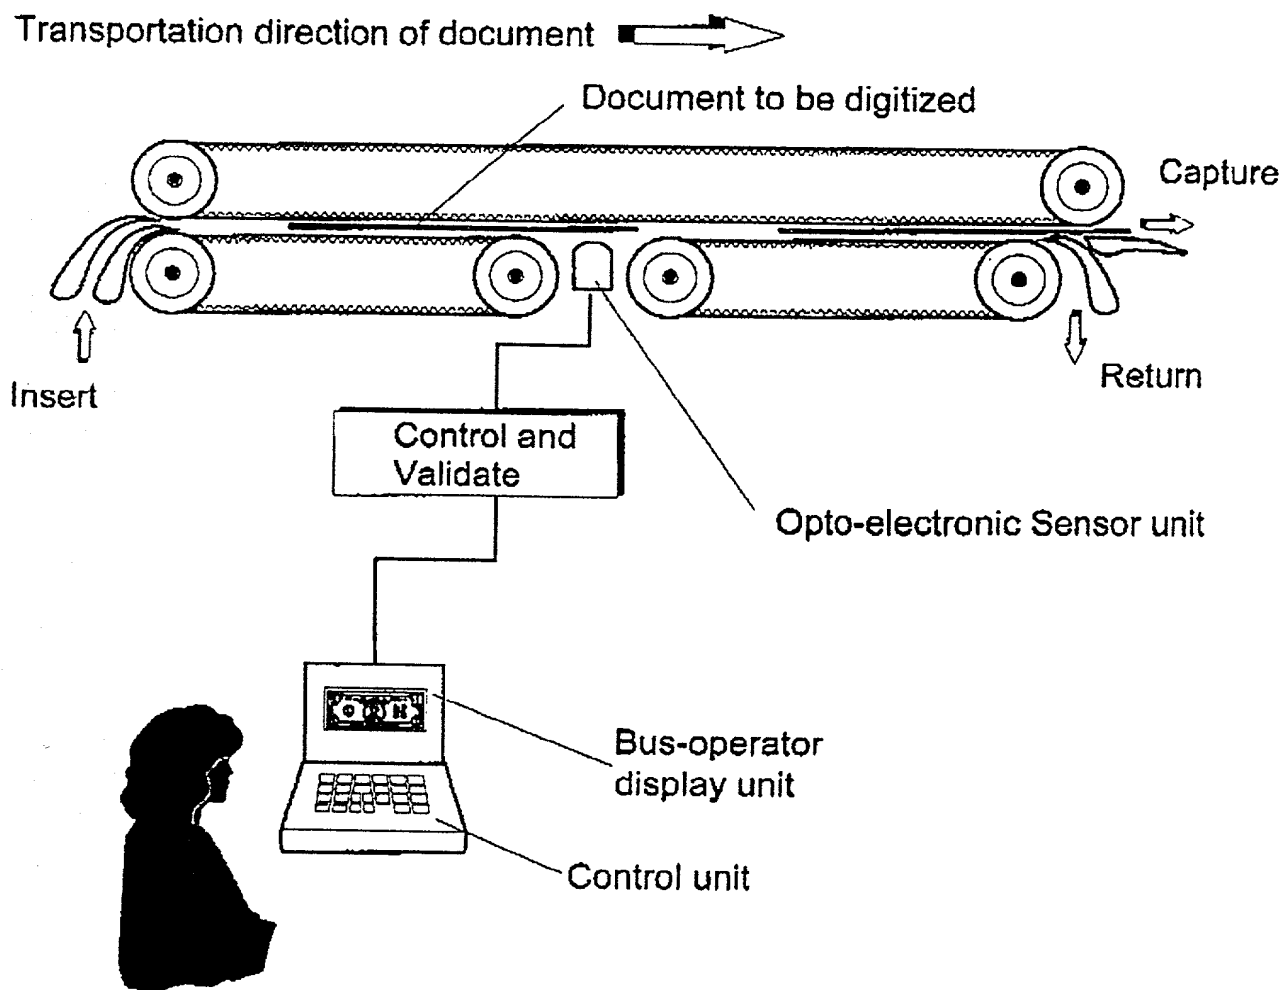 Transportation direction of document
Document to be digitized
Capture
Insert
Return
Control and
Validate
Opto-electronic Sensor unit
Bus-operator
display unit
Control unit